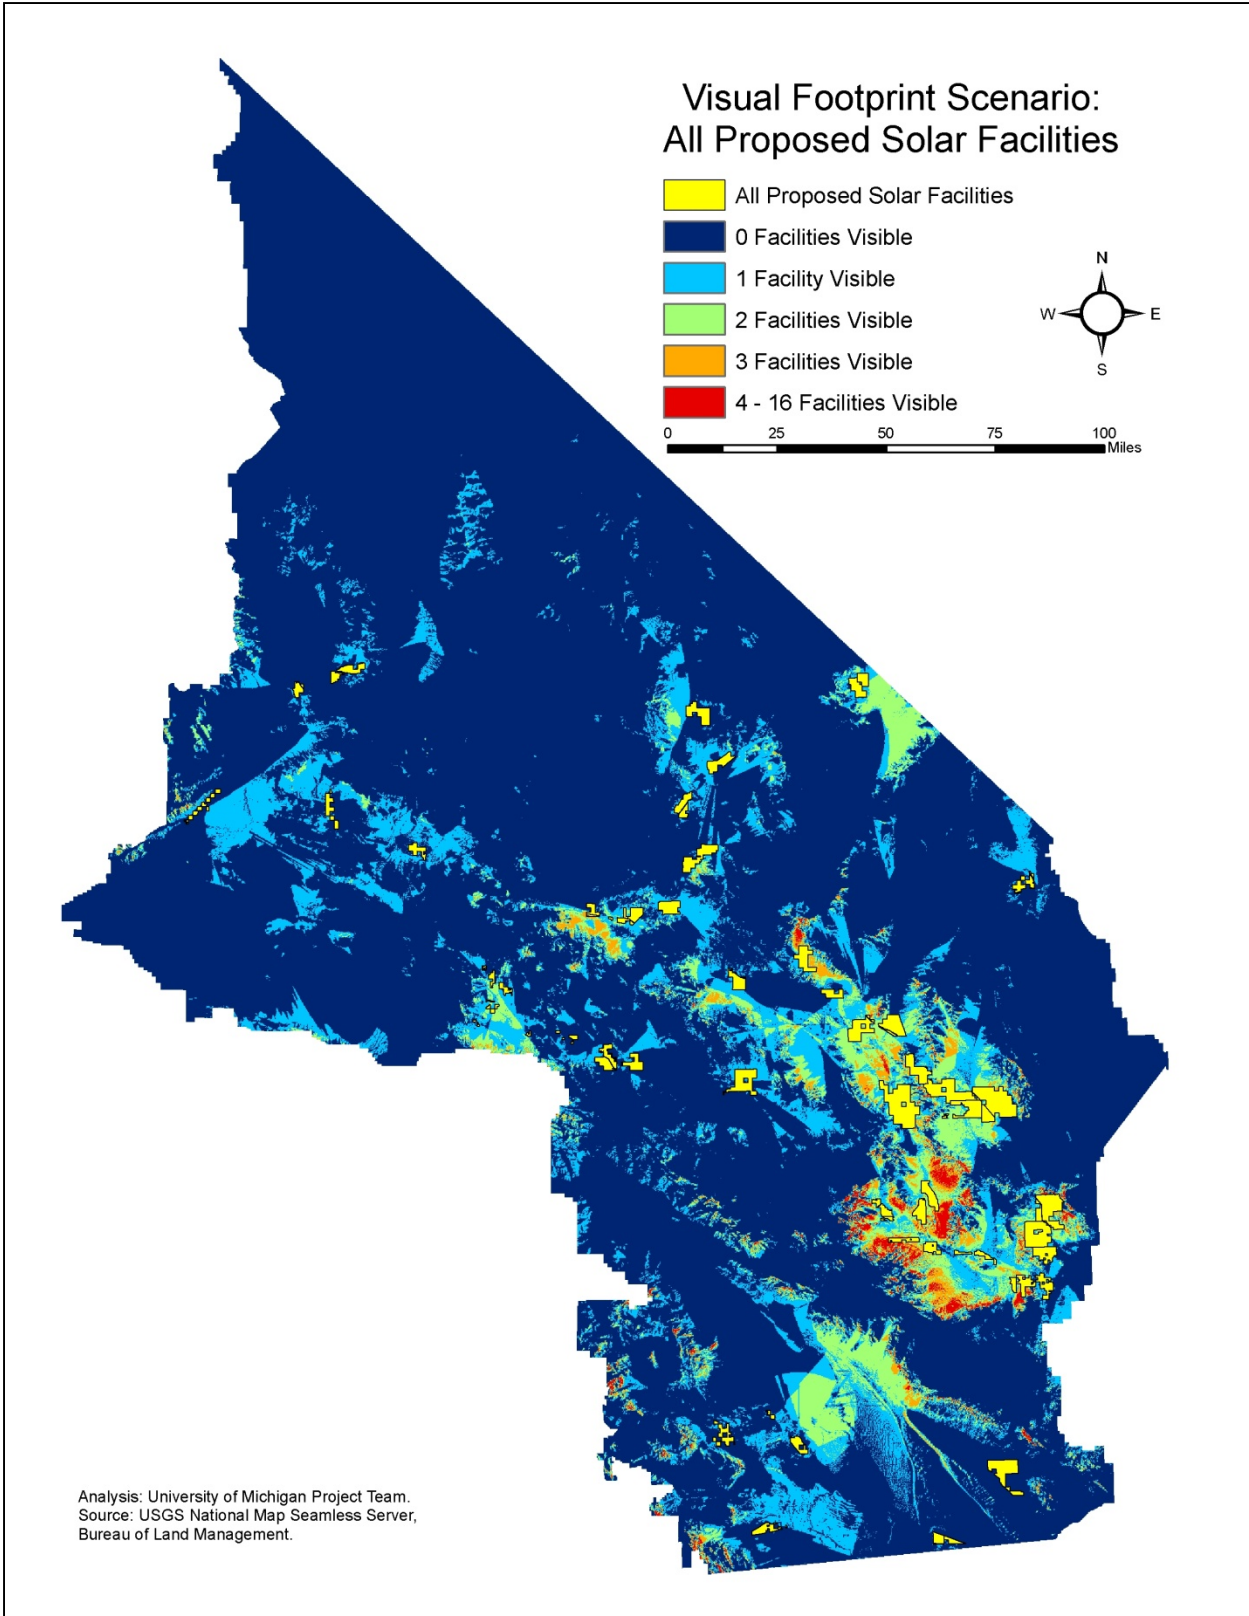 Visual Footprint Scenario:
All Proposed Solar Facilities
All Proposed Solar Facilities
0 Facilities Visible
1 Facility Visible
2 Facilities Visible
3 Facilities Visible
4 - 16 Facilities Visible
N
W E
S
0 25 50 75 100
Miles
Analysis: University of Michigan Project Team.
Source: USGS National Map Seamless Server,
Bureau of Land Management.